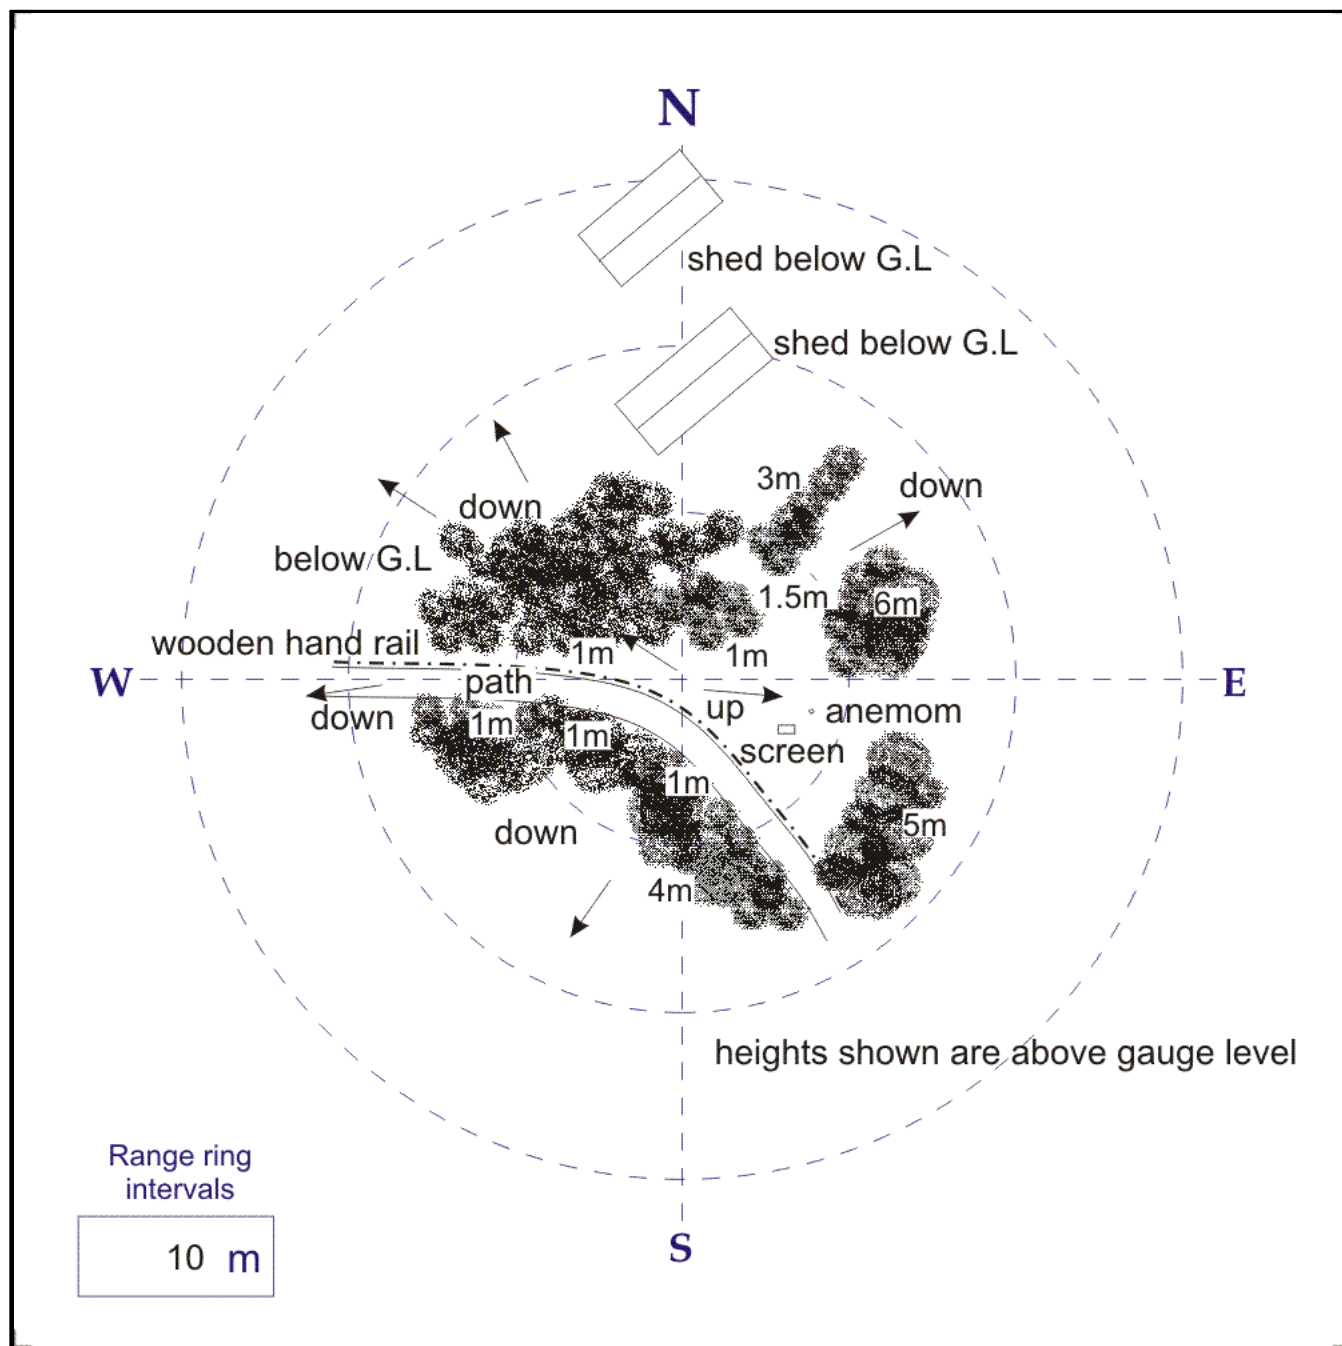 N
shed below G.L
shed below G.L
3m
down
down
below G.L
1.5m
6m
wooden hand rail
1m
1m
W
path
E
down
1m
up
anemom
1m
screen
1m
down
5m
4m
heights shown are above gauge level
Range ring
intervals
S
10 m